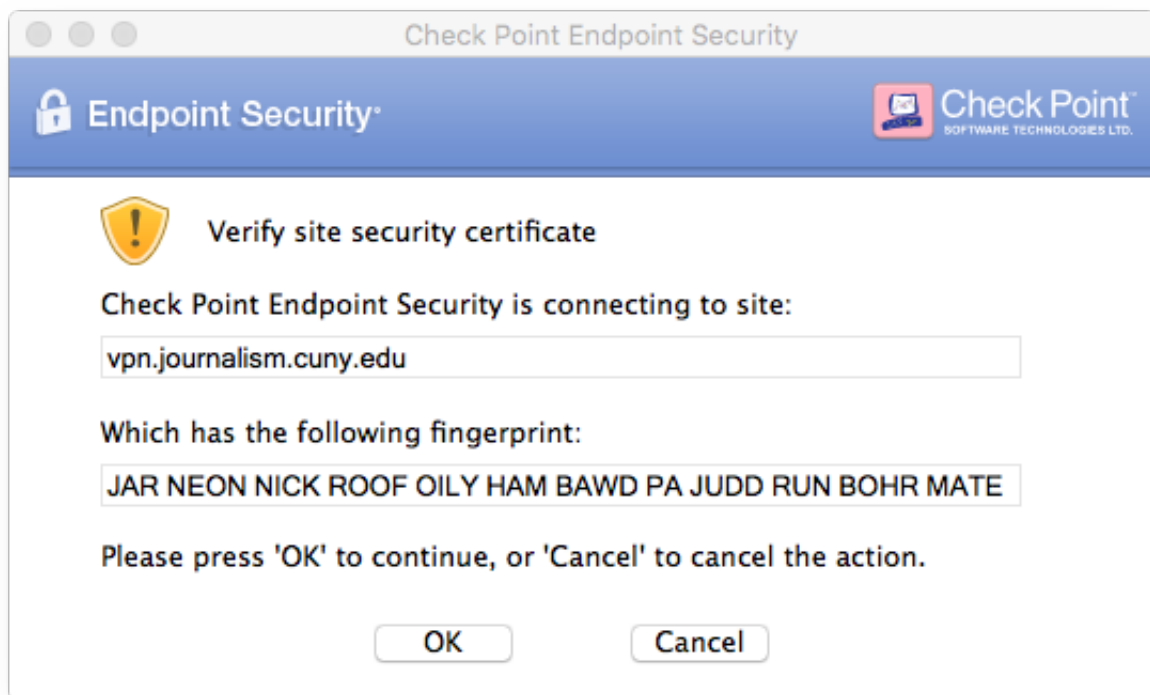 Check Point Endpoint Security
Endpoint Security
Check Point™
SOFTWARE TECHNOLOGIES LTD.
Verify site security certificate
Check Point Endpoint Security is connecting to site:
vpn.journalism.cuny.edu
Which has the following fingerprint:
JAR NEON NICK ROOF OILY HAM BAWD PA JUDD RUN BOHR MATE
Please press 'OK' to continue, or 'Cancel' to cancel the action.
OK
Cancel